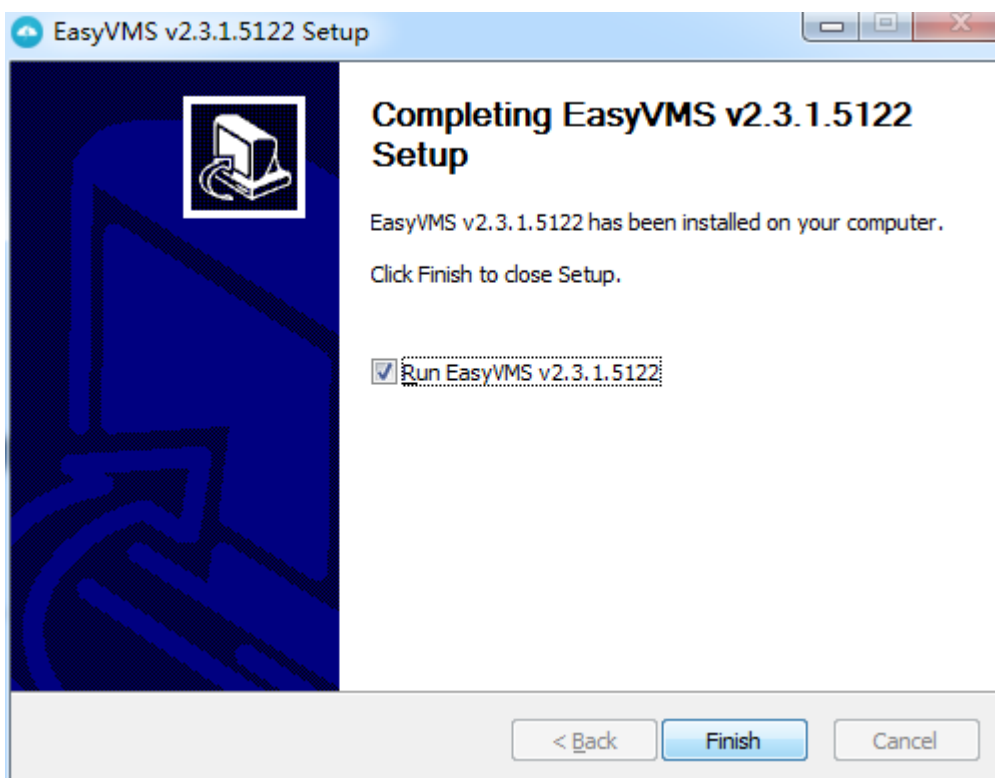 EasyVMS v2.3.1.5122 Setup
Completing EasyVMS v2.3.1.5122
Setup
EasyVMS v2.3.1.5122 has been installed on your computer.
Click Finish to close Setup.
Run EasyVMS v2.3.1.5122
< Back
Finish
Cancel